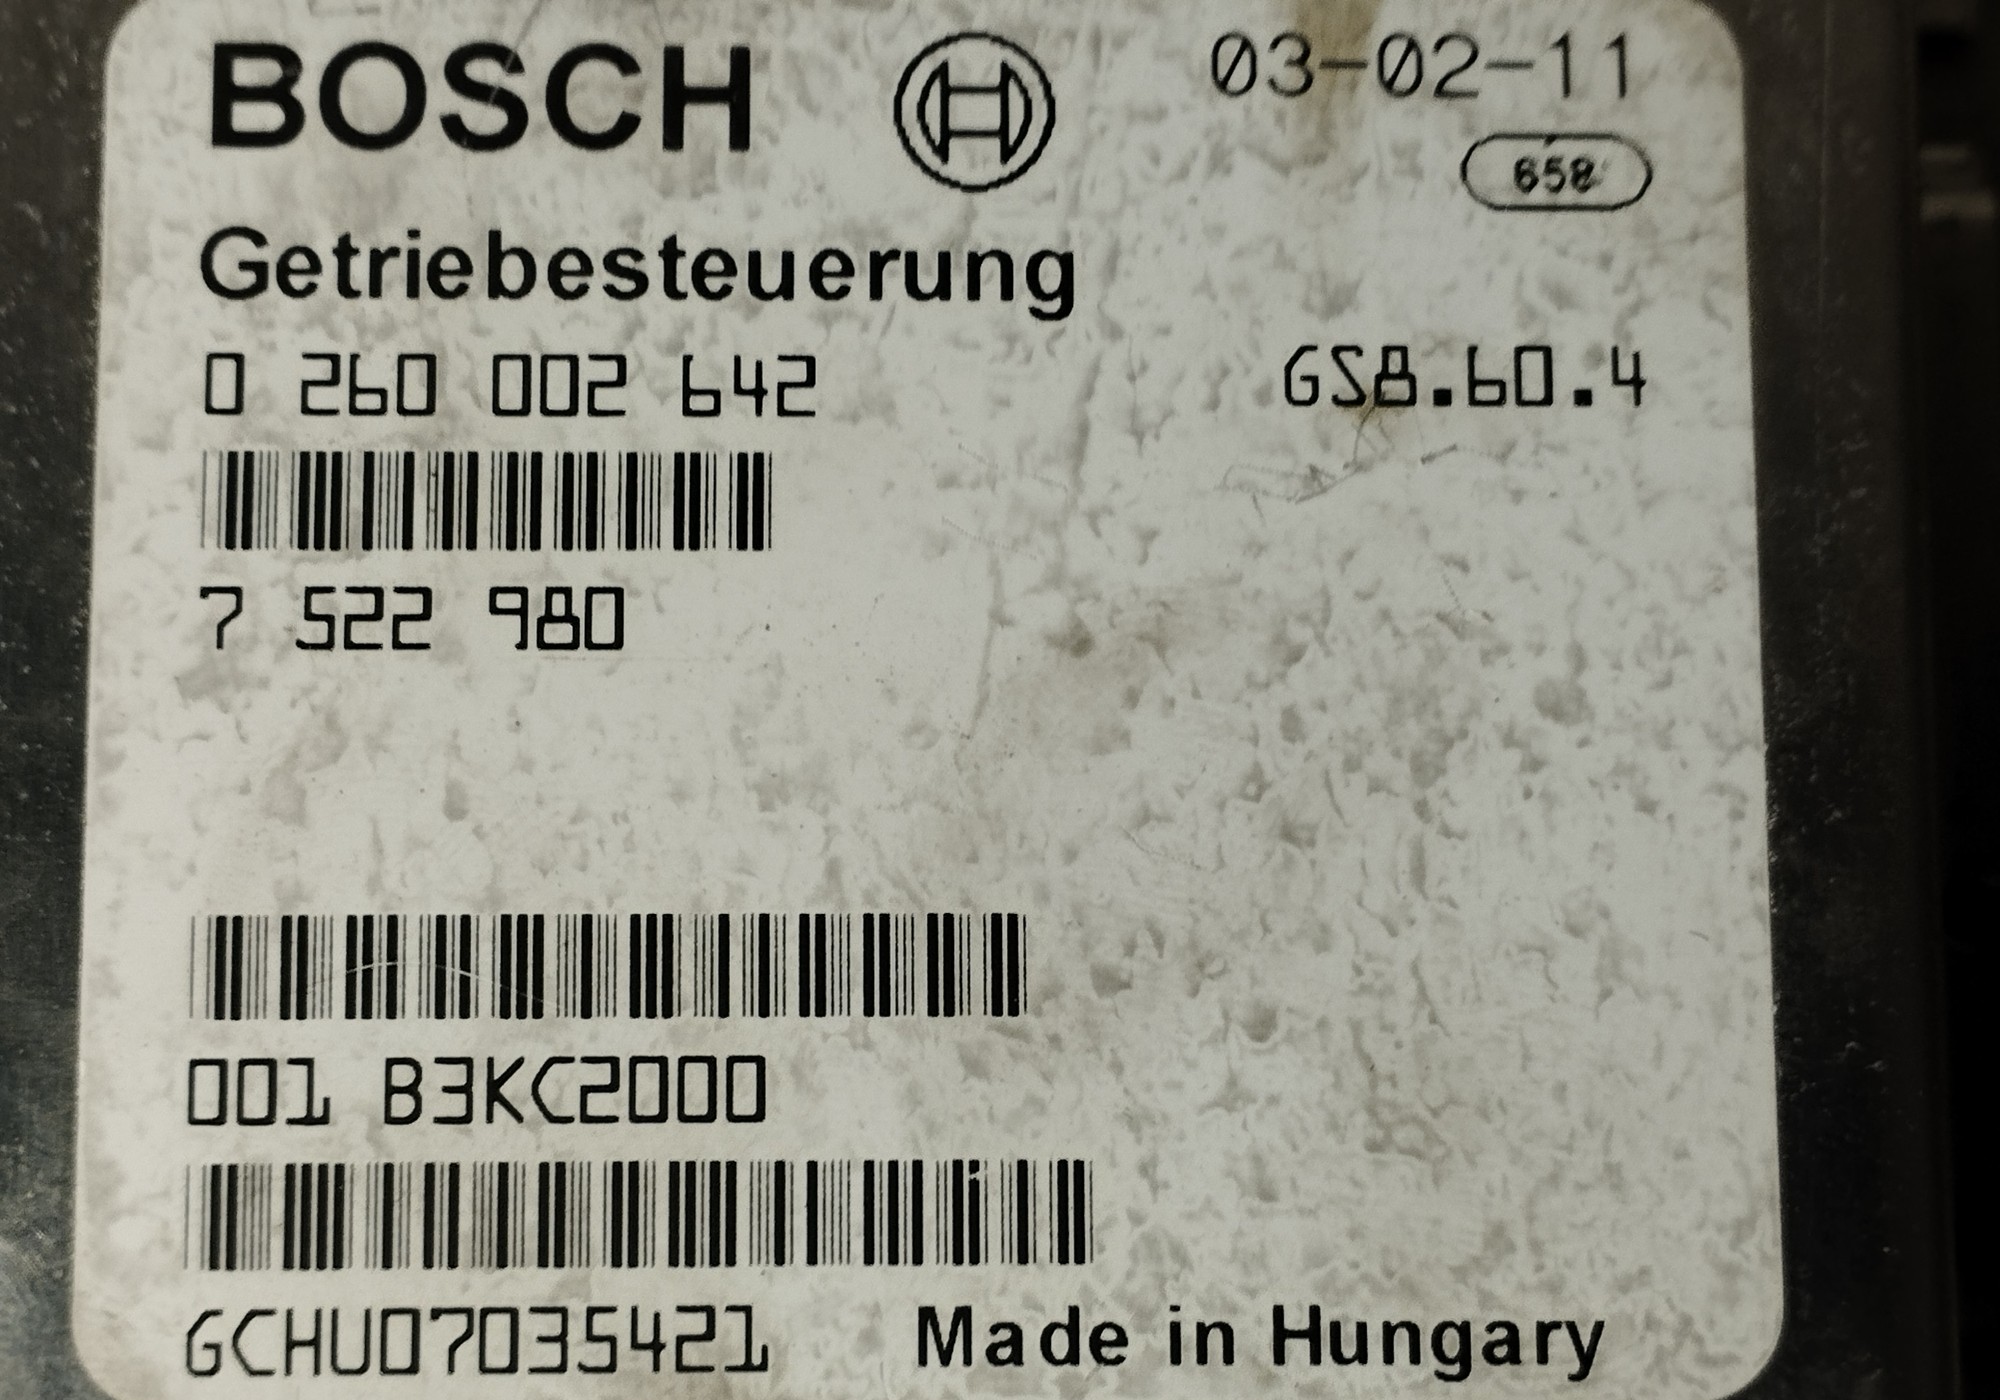 BOSCH 03-02-11
658
Getriebesteuerung
0 260 002 642 GS8.60.4
7 522 980
001 B3KC2000
GCHU07035421 Made in Hungary